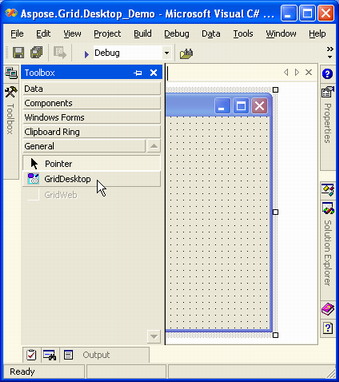 Aspose.Grid.Desktop_Demo - Microsoft Visual C# ...
File Edit View Project Build Debug Data Tools Window Help
Debug
Toolbox
Toolbox
Data
Components
Windows Forms
Clipboard Ring
General
Pointer
GridDesktop
GridWeb
Properties
Solution Explorer
Output
Ready